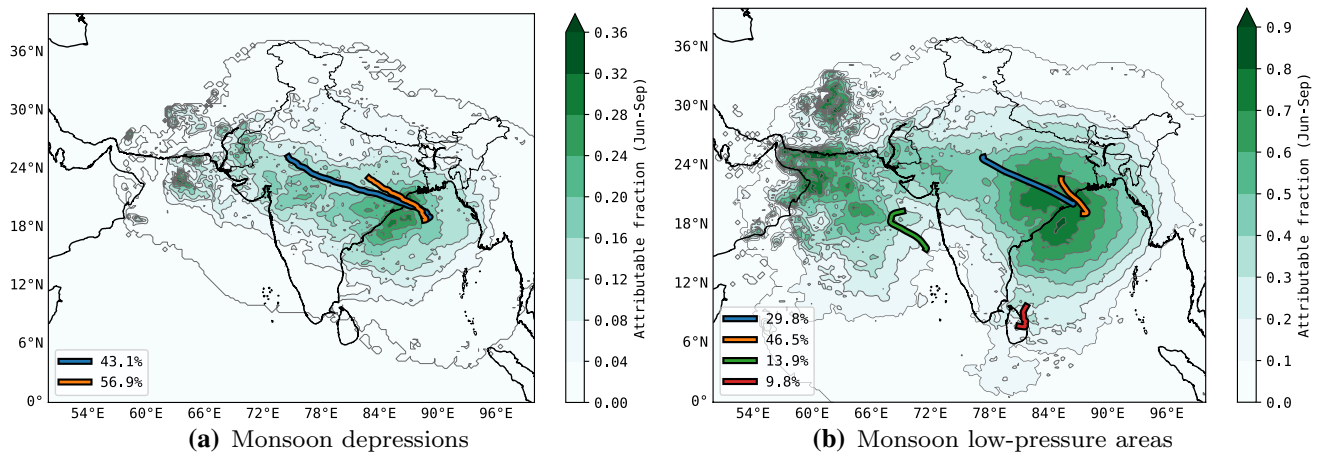 36°N
30°N
24°N
18°N
12°N
6°N
0°
54°E 60°E 66°E 72°E 78°E 84°E 90°E 96°E
43.1%
56.9%
0.36
0.32
0.28
0.24
0.20
0.16
0.12
0.08
0.04
0.00
Attributable fraction (Jun-Sep)
(a) Monsoon depressions
36°N
30°N
24°N
18°N
12°N
6°N
0°
54°E 60°E 66°E 72°E 78°E 84°E 90°E 96°E
29.8%
46.5%
13.9%
9.8%
0.9
0.8
0.7
0.6
0.5
0.4
0.3
0.2
0.1
0.0
Attributable fraction (Jun-Sep)
(b) Monsoon low-pressure areas